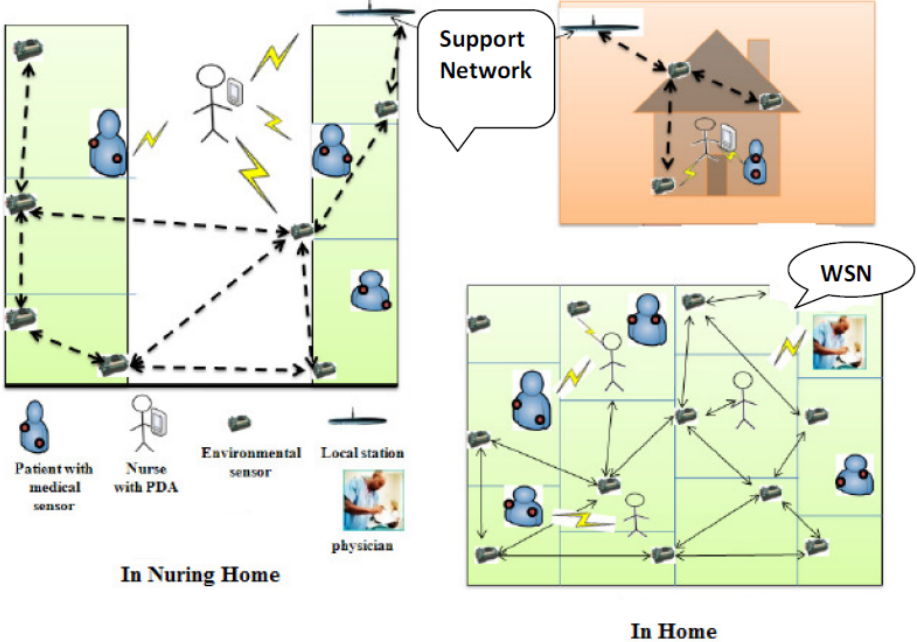 Support
Network
WSN
Patient with
medical
sensor
Nurse
with PDA
Environmental
sensor
Local station
physician
In Nuring Home
In Home